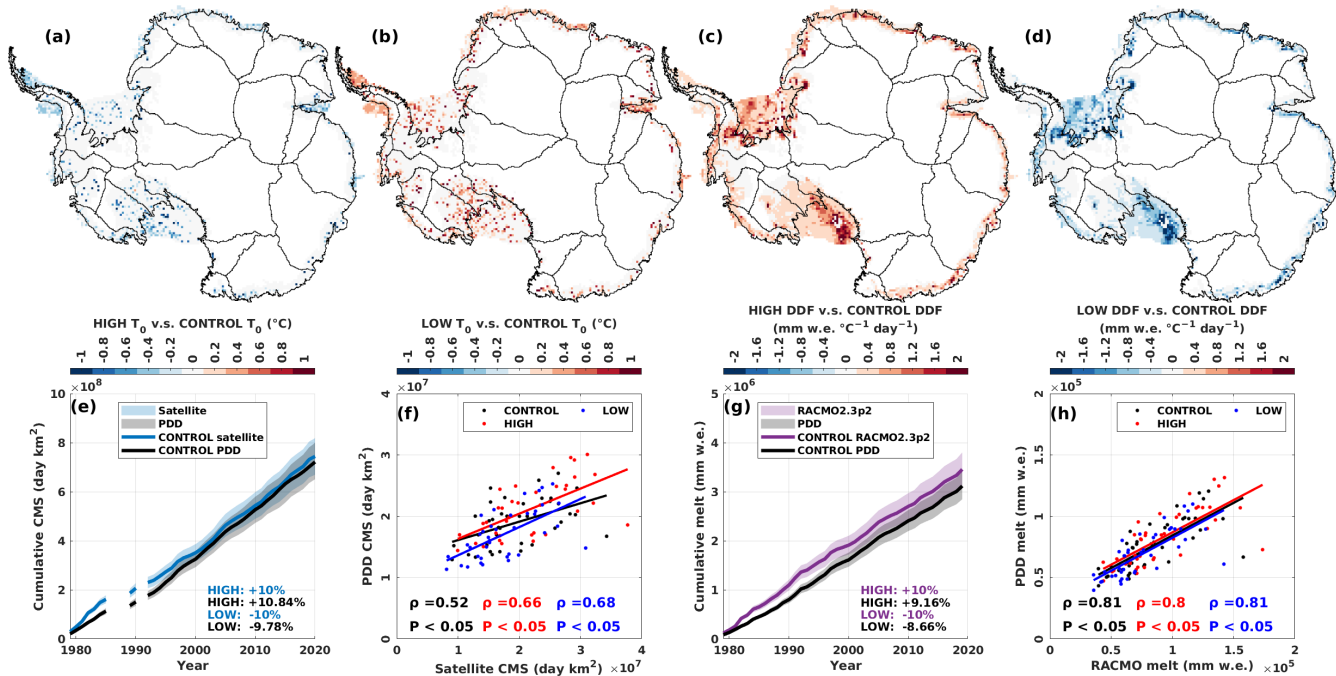 (a)
(b)
(c)
(d)
HIGH T0 v.s. CONTROL T0 (°C)
-1 -0.8 -0.6 -0.4 -0.2 0 0.2 0.4 0.6 0.8 1
LOW T0 v.s. CONTROL T0 (°C)
-1 -0.8 -0.6 -0.4 -0.2 0 0.2 0.4 0.6 0.8 1
HIGH DDF v.s. CONTROL DDF
(mm w.e. °C−1 day−1)
-2 -1.6 -1.2 -0.8 -0.4 0 0.4 0.8 1.2 1.6 2
LOW DDF v.s. CONTROL DDF
(mm w.e. °C−1 day−1)
-2 -1.6 -1.2 -0.8 -0.4 0 0.4 0.8 1.2 1.6 2
(e)
×10^8
Satellite
PDD
CONTROL satellite
CONTROL PDD
Cumulative CMS (day km2)
10
8
6
4
2
0
HIGH: +10%
HIGH: +10.84%
LOW: -10%
LOW: -9.78%
1980 1990 2000 2010 2020
Year
(f)
×10^7
CONTROL LOW
HIGH
PDD CMS (day km2)
4
3
2
1
0
ρ =0.52 ρ =0.66 ρ =0.68
P < 0.05 P < 0.05 P < 0.05
0 1 2 3 4
Satellite CMS (day km2) ×10^7
(g)
×10^6
RACMO2.3p2
PDD
CONTROL RACMO2.3p2
CONTROL PDD
Cumulative melt (mm w.e.)
5
4
3
2
1
0
HIGH: +10%
HIGH: +9.16%
LOW: -10%
LOW: -8.66%
1980 1990 2000 2010 2020
Year
(h)
×10^5
CONTROL LOW
HIGH
PDD melt (mm w.e.)
2
1.5
1
0.5
0
ρ =0.81 ρ =0.8 ρ =0.81
P < 0.05 P < 0.05 P < 0.05
0 0.5 1 1.5 2
RACMO melt (mm w.e.) ×10^5